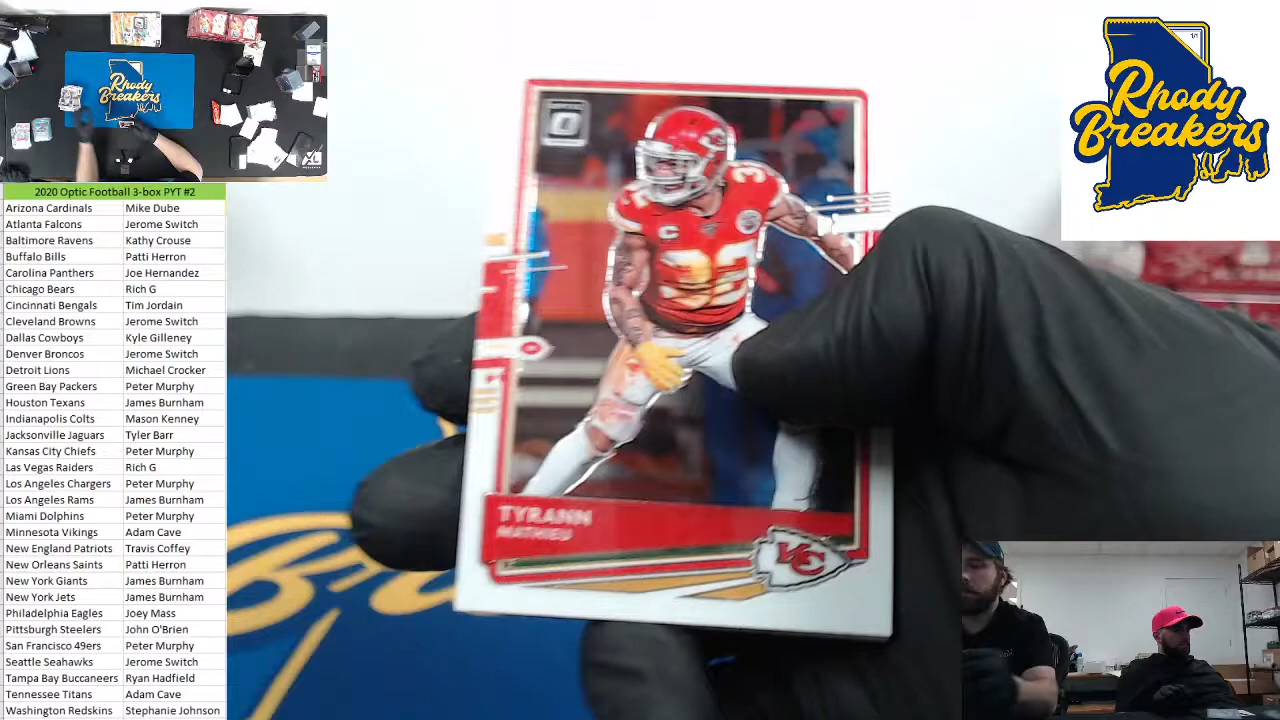 Rhody
Breakers
2020 Optic Football 3-box PYT #2
Arizona Cardinals Mike Dube
Atlanta Falcons Jerome Switch
Baltimore Ravens Kathy Crouse
Buffalo Bills Patti Herron
Carolina Panthers Joe Hernandez
Chicago Bears Rich G
Cincinnati Bengals Tim Jordain
Cleveland Browns Jerome Switch
Dallas Cowboys Kyle Gilleney
Denver Broncos Jerome Switch
Detroit Lions Michael Crocker
Green Bay Packers Peter Murphy
Houston Texans James Burnham
Indianapolis Colts Mason Kenney
Jacksonville Jaguars Tyler Barr
Kansas City Chiefs Peter Murphy
Las Vegas Raiders Rich G
Los Angeles Chargers Peter Murphy
Los Angeles Rams James Burnham
Miami Dolphins Peter Murphy
Minnesota Vikings Adam Cave
New England Patriots Travis Coffey
New Orleans Saints Patti Herron
New York Giants James Burnham
New York Jets James Burnham
Philadelphia Eagles Joey Mass
Pittsburgh Steelers John O'Brien
San Francisco 49ers Peter Murphy
Seattle Seahawks Jerome Switch
Tampa Bay Buccaneers Ryan Hadfield
Tennessee Titans Adam Cave
Washington Redskins Stephanie Johnson
32
C
32
TYRANN
MATHIEU
KC
Rhody
Breakers
1/1